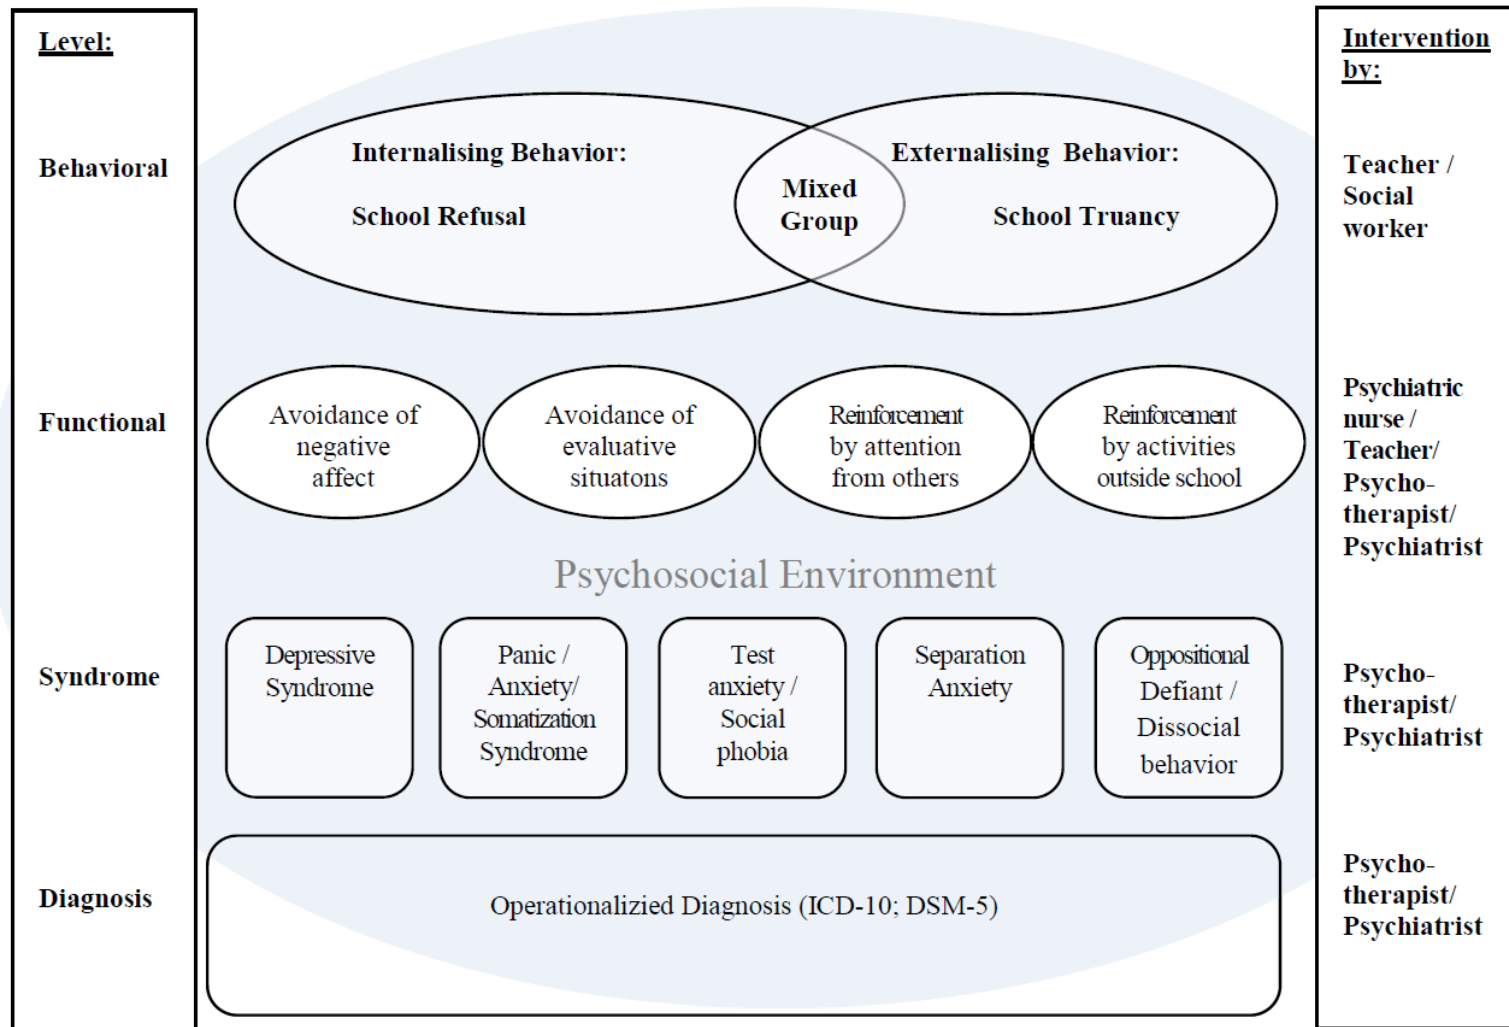 Level:
Behavioral
Functional
Syndrome
Diagnosis
Internalising Behavior:
School Refusal
Mixed
Group
Externalising Behavior:
School Truancy
Avoidance of
negative
affect
Avoidance of
evaluative
situatons
Reinforcement
by attention
from others
Reinforcement
by activities
outside school
Psychosocial Environment
Depressive
Syndrome
Panic /
Anxiety/
Somatization
Syndrome
Test
anxiety /
Social
phobia
Separation
Anxiety
Oppositional
Defiant /
Dissocial
behavior
Operationalizied Diagnosis (ICD-10; DSM-5)
Intervention
by:
Teacher /
Social
worker
Psychiatric
nurse /
Teacher/
Psycho-
therapist/
Psychiatrist
Psycho-
therapist/
Psychiatrist
Psycho-
therapist/
Psychiatrist